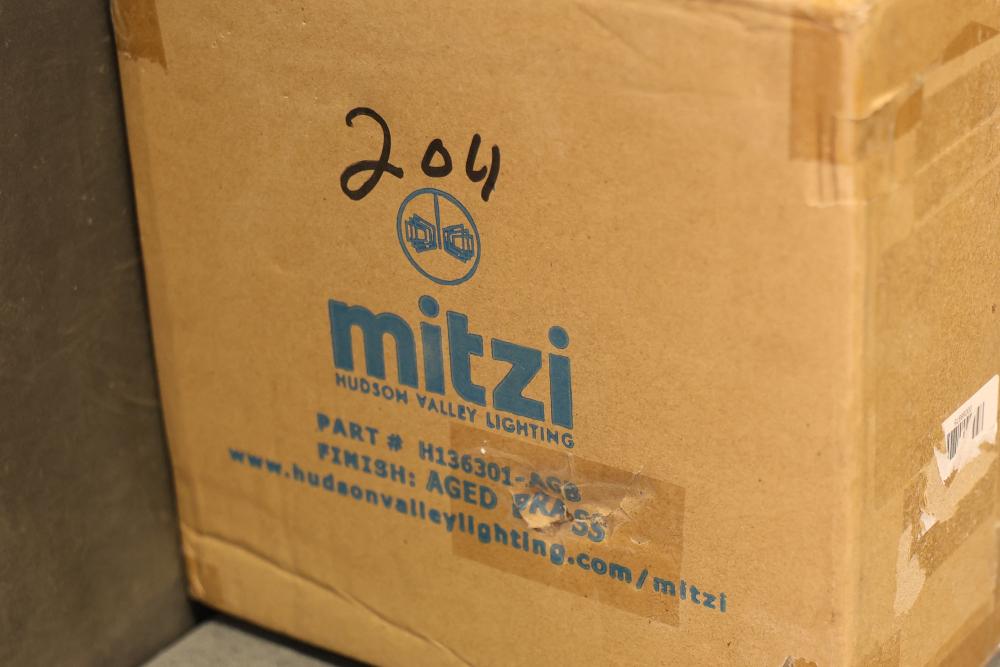 204
mitzi
HUDSON VALLEY LIGHTING
PART # H136301-AGB
FINISH: AGED BRASS
www.hudsonvalleylighting.com/mitzi